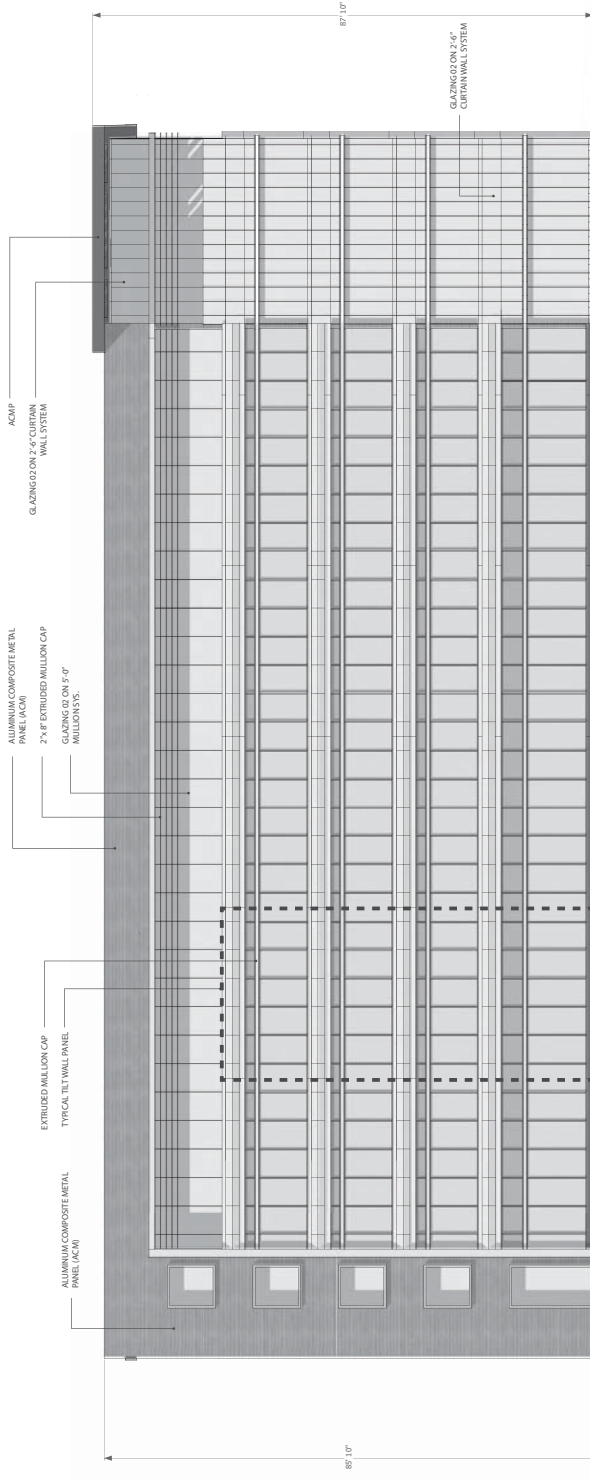 ALUMINUM COMPOSITE METAL
PANEL (ACM)
EXTRUDED MULLION CAP
TYPICAL TILT WALL PANEL
ALUMINUM COMPOSITE METAL
PANEL (ACM)
2"x 8" EXTRUDED MULLION CAP
GLAZING 02 ON 5'-0"
MULLION SYS.
ACMP
GLAZING 02 ON 2'-6" CURTAIN
WALL SYSTEM
GLAZING 02 ON 2'-6"
CURTAIN WALL SYSTEM
85' 10"
87' 10"